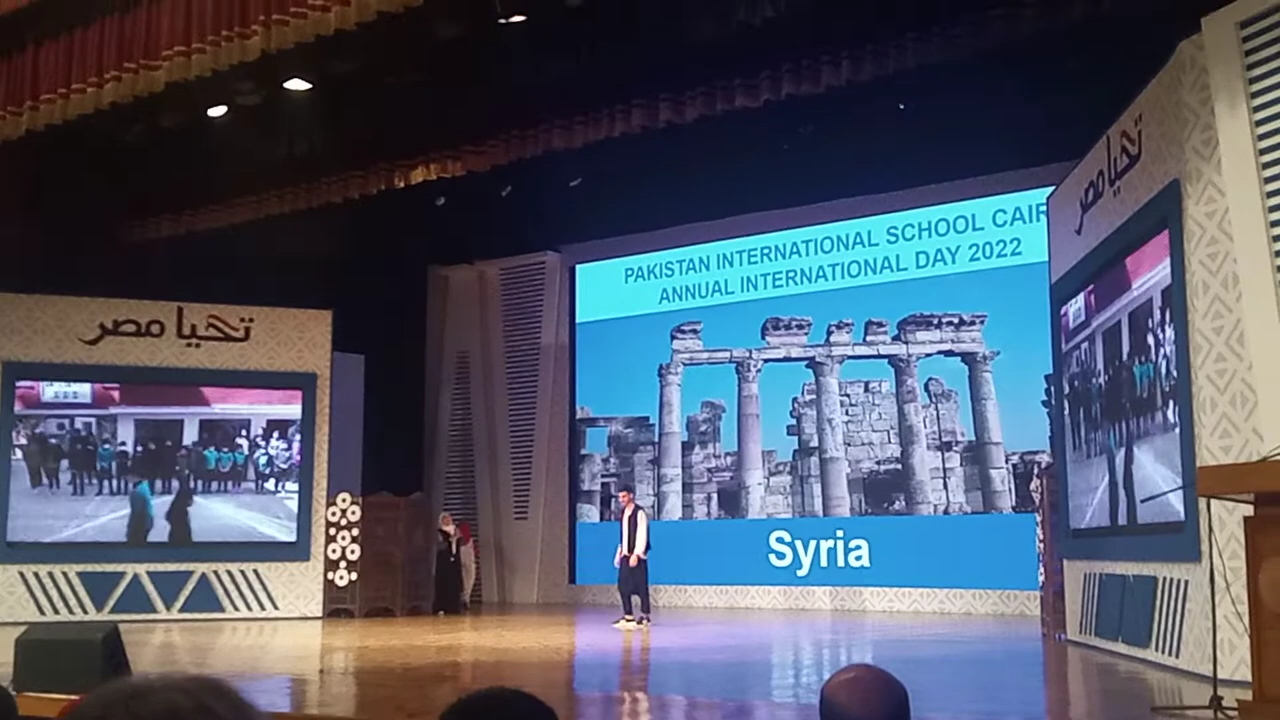 تحيا مصر
PAKISTAN INTERNATIONAL SCHOOL CAIR
ANNUAL INTERNATIONAL DAY 2022
Syria
تحيا مصر